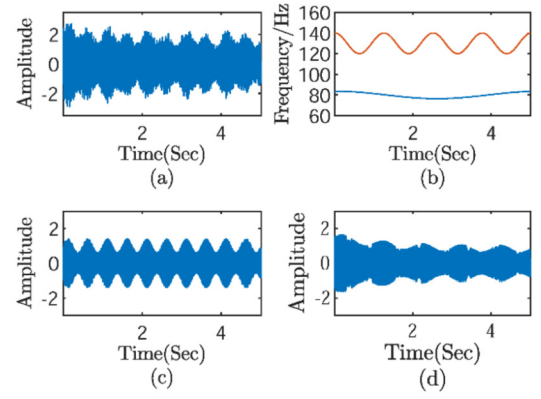 Amplitude
2
0
-2
2 4
Time(Sec)
(a)
Frequency/Hz
160
140
120
100
80
60
2 4
Time(Sec)
(b)
Amplitude
2
0
-2
2 4
Time(Sec)
(c)
Amplitude
2
0
-2
2 4
Time(Sec)
(d)